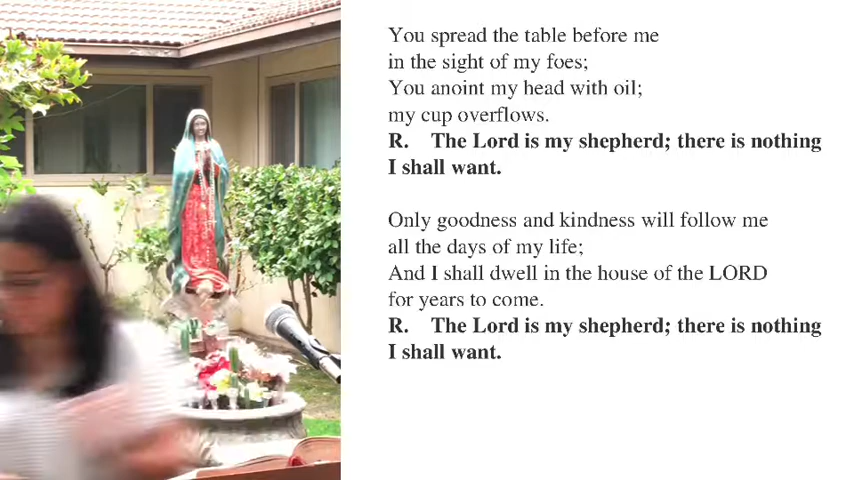 You spread the table before me
in the sight of my foes;
You anoint my head with oil;
my cup overflows.
R. The Lord is my shepherd; there is nothing
I shall want.
Only goodness and kindness will follow me
all the days of my life;
And I shall dwell in the house of the LORD
for years to come.
R. The Lord is my shepherd; there is nothing
I shall want.